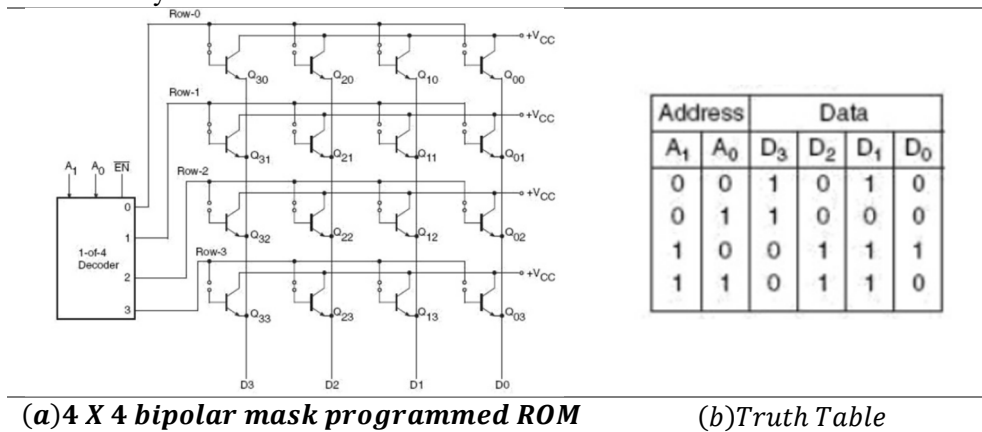 Row-0
+VCC
Q30 Q20 Q10 Q00
Row-1
+VCC
Q31 Q21 Q11 Q01
A1 A0 EN
Row-2
+VCC
0
Q32 Q22 Q12 Q02
1
1-of-4
Decoder
Row-3
2
+VCC
3
Q33 Q23 Q13 Q03
D3 D2 D1 D0
(a)4 X 4 bipolar mask programmed ROM
Address Data
A1 A0 D3 D2 D1 D0
0 0 1 0 1 0
0 1 1 0 0 0
1 0 0 1 1 1
1 1 0 1 1 0
(b)Truth Table